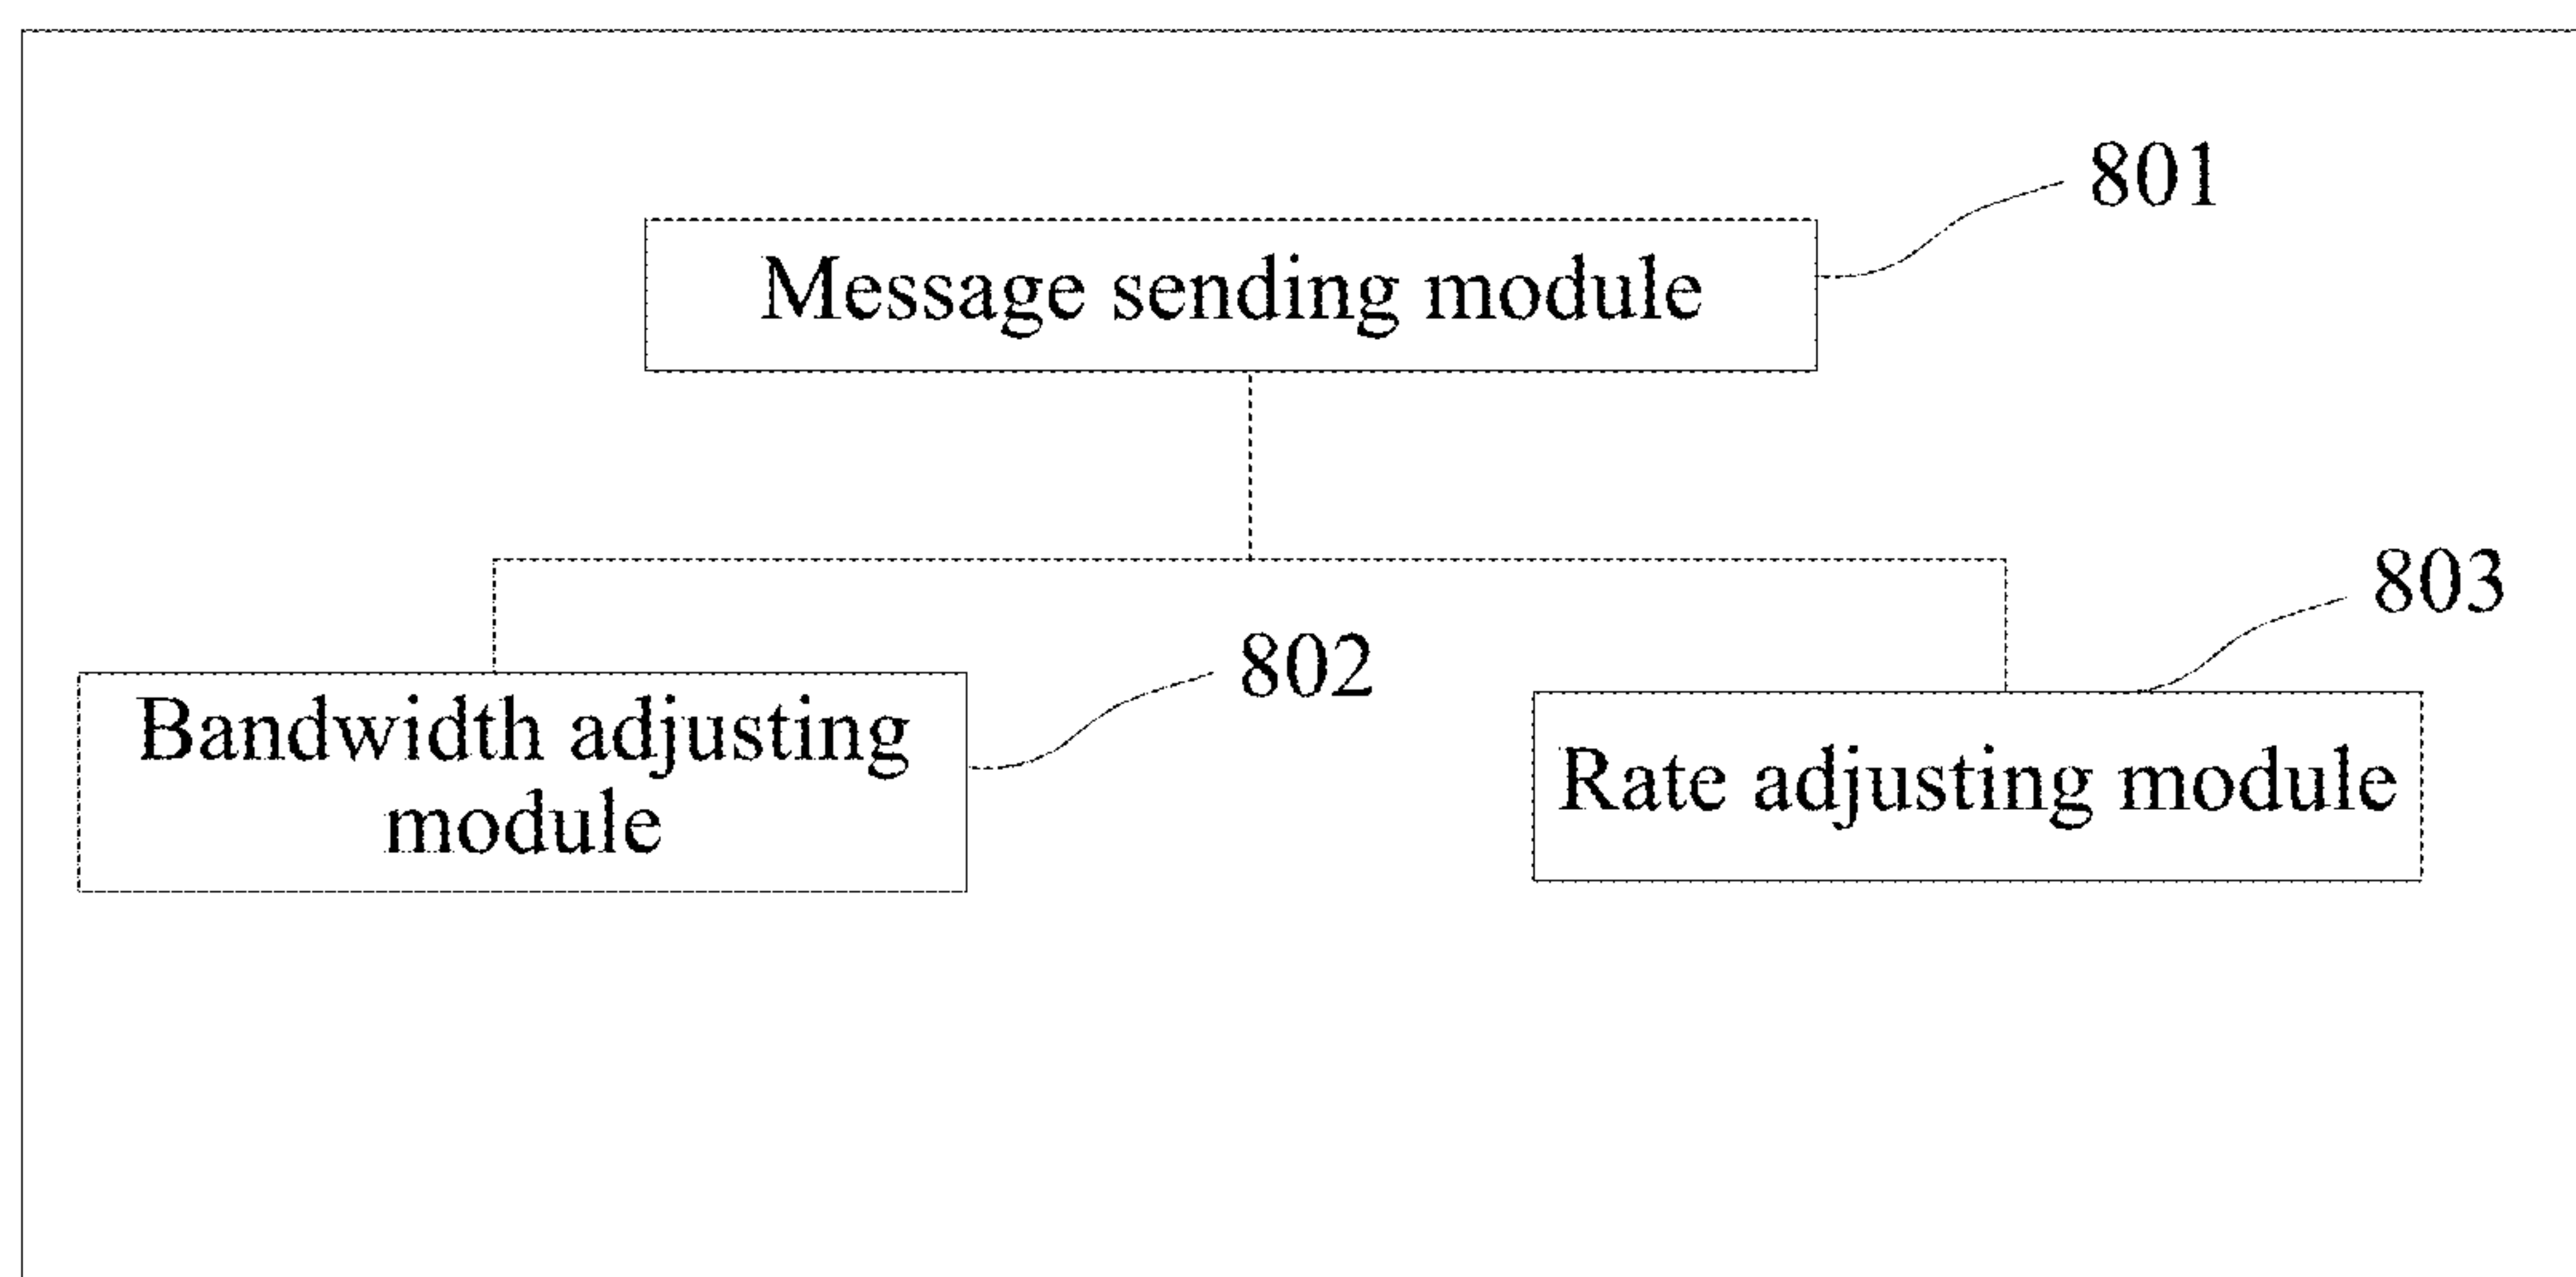 801
Message sending module
803
802
Bandwidth adjusting
module
Rate adjusting module